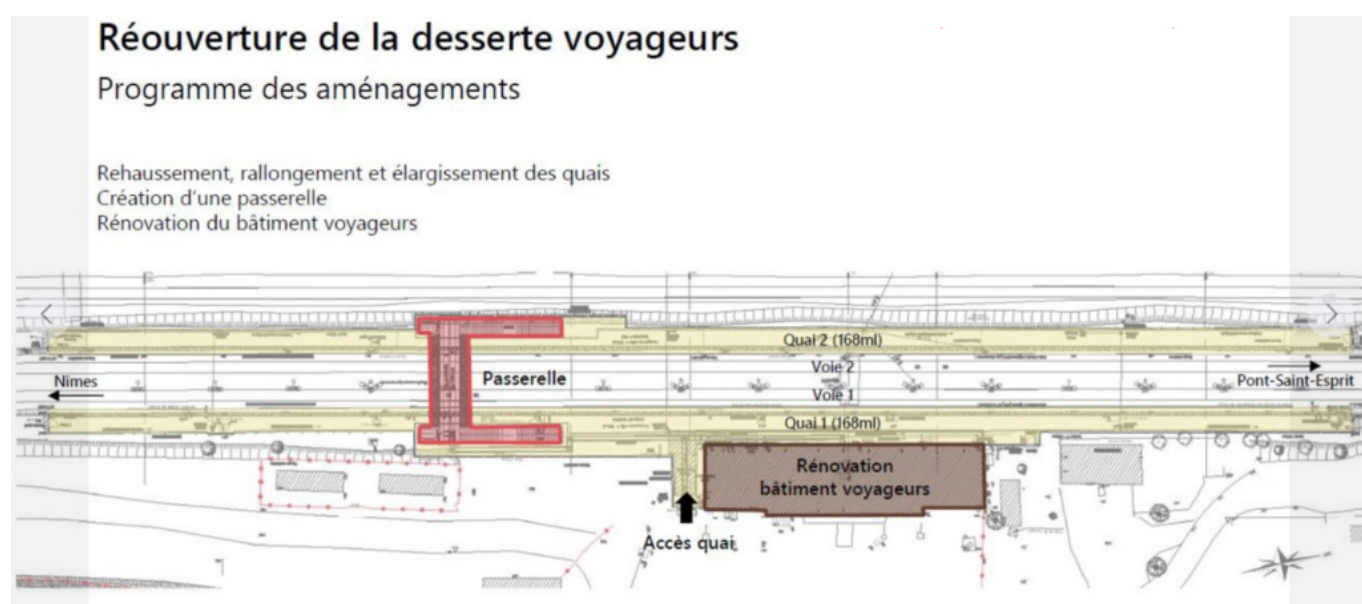 Réouverture de la desserte voyageurs
Programme des aménagements
Rehaussement, rallongement et élargissement des quais
Création d'une passerelle
Rénovation du bâtiment voyageurs
Quai 2 (168ml)
Voie 2
Nîmes
Passerelle
Pont-Saint-Esprit
Voie 1
Quai 1 (168ml)
Rénovation
bâtiment voyageurs
Accès quai